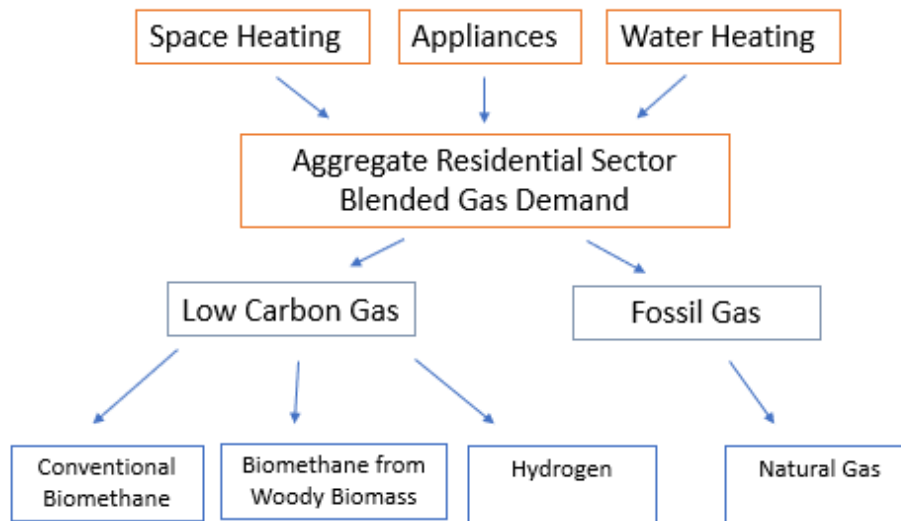 Space Heating
Appliances
Water Heating
Aggregate Residential Sector
Blended Gas Demand
Low Carbon Gas
Fossil Gas
Conventional
Biomethane
Biomethane from
Woody Biomass
Hydrogen
Natural Gas